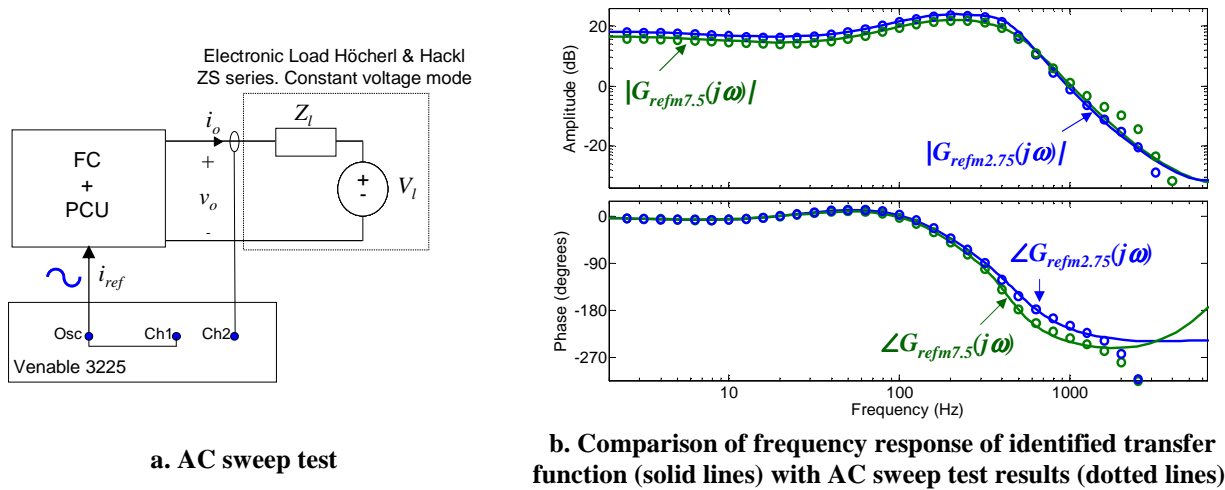 Electronic Load Höcherl & Hackl
ZS series. Constant voltage mode
i_o
Z_l
FC
+
PCU
+
v_o
-
+
-
V_l
i_ref
Osc
Ch1
Ch2
Venable 3225
a. AC sweep test
Amplitude (dB)
20
0
-20
|G_refm7.5(jω)|
|G_refm2.75(jω)|
Phase (degrees)
0
-90
-180
-270
∠G_refm2.75(jω)
∠G_refm7.5(jω)
10
100
1000
Frequency (Hz)
b. Comparison of frequency response of identified transfer
function (solid lines) with AC sweep test results (dotted lines)